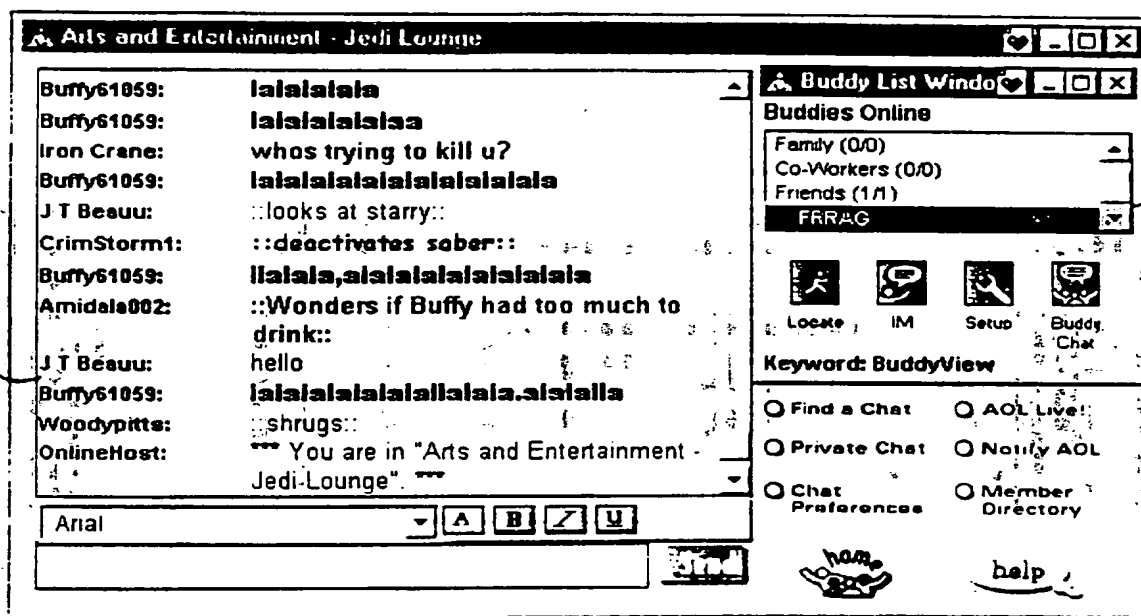 Arts and Entertainment - Jedi Lounge
Buffy61059: lalalalala
Buffy61059: lalalalalalaa
Iron Crane: whos trying to kill u?
Buffy61059: lalalalalalalalalalalala
J T Beauu: ::looks at starry::
CrimStorm1: ::deactivates saber::
Buffy61059: llalala,alalalalalalalalala
Amidala002: ::Wonders if Buffy had too much to
drink::
J T Beauu: hello
Buffy61059: lalalalalalalallalala.alalalla
Woodypitts: ::shrugs::
OnlineHost: *** You are in "Arts and Entertainment -
Jedi-Lounge". ***
Arial
A B I U
Send
Buddy List Windo
Buddies Online
Family (0/0)
Co-Workers (0/0)
Friends (1/1)
FRRAG
Locate IM Setup Buddy
Chat
Keyword: BuddyView
Find a Chat AOL Live!
Private Chat Notify AOL
Chat Member
Preferences Directory
home help